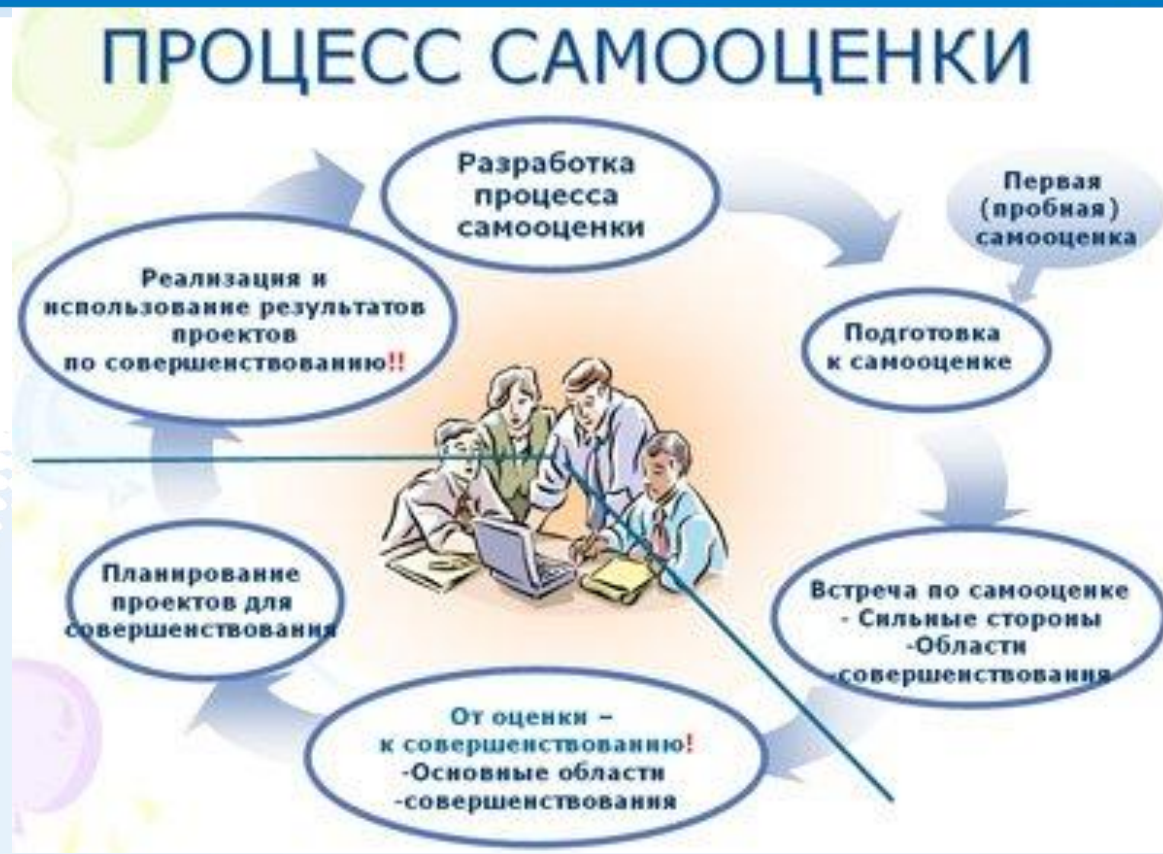 ПРОЦЕСС САМООЦЕНКИ
Разработка
процесса
самооценки
Первая
(пробная)
самооценка
Подготовка
к самооценке
Встреча по самооценке
- Сильные стороны
-Области
-совершенствования
От оценки –
к совершенствованию!
-Основные области
-совершенствования
Планирование
проектов для
совершенствования
Реализация и
использование результатов
проектов
по совершенствованию!!